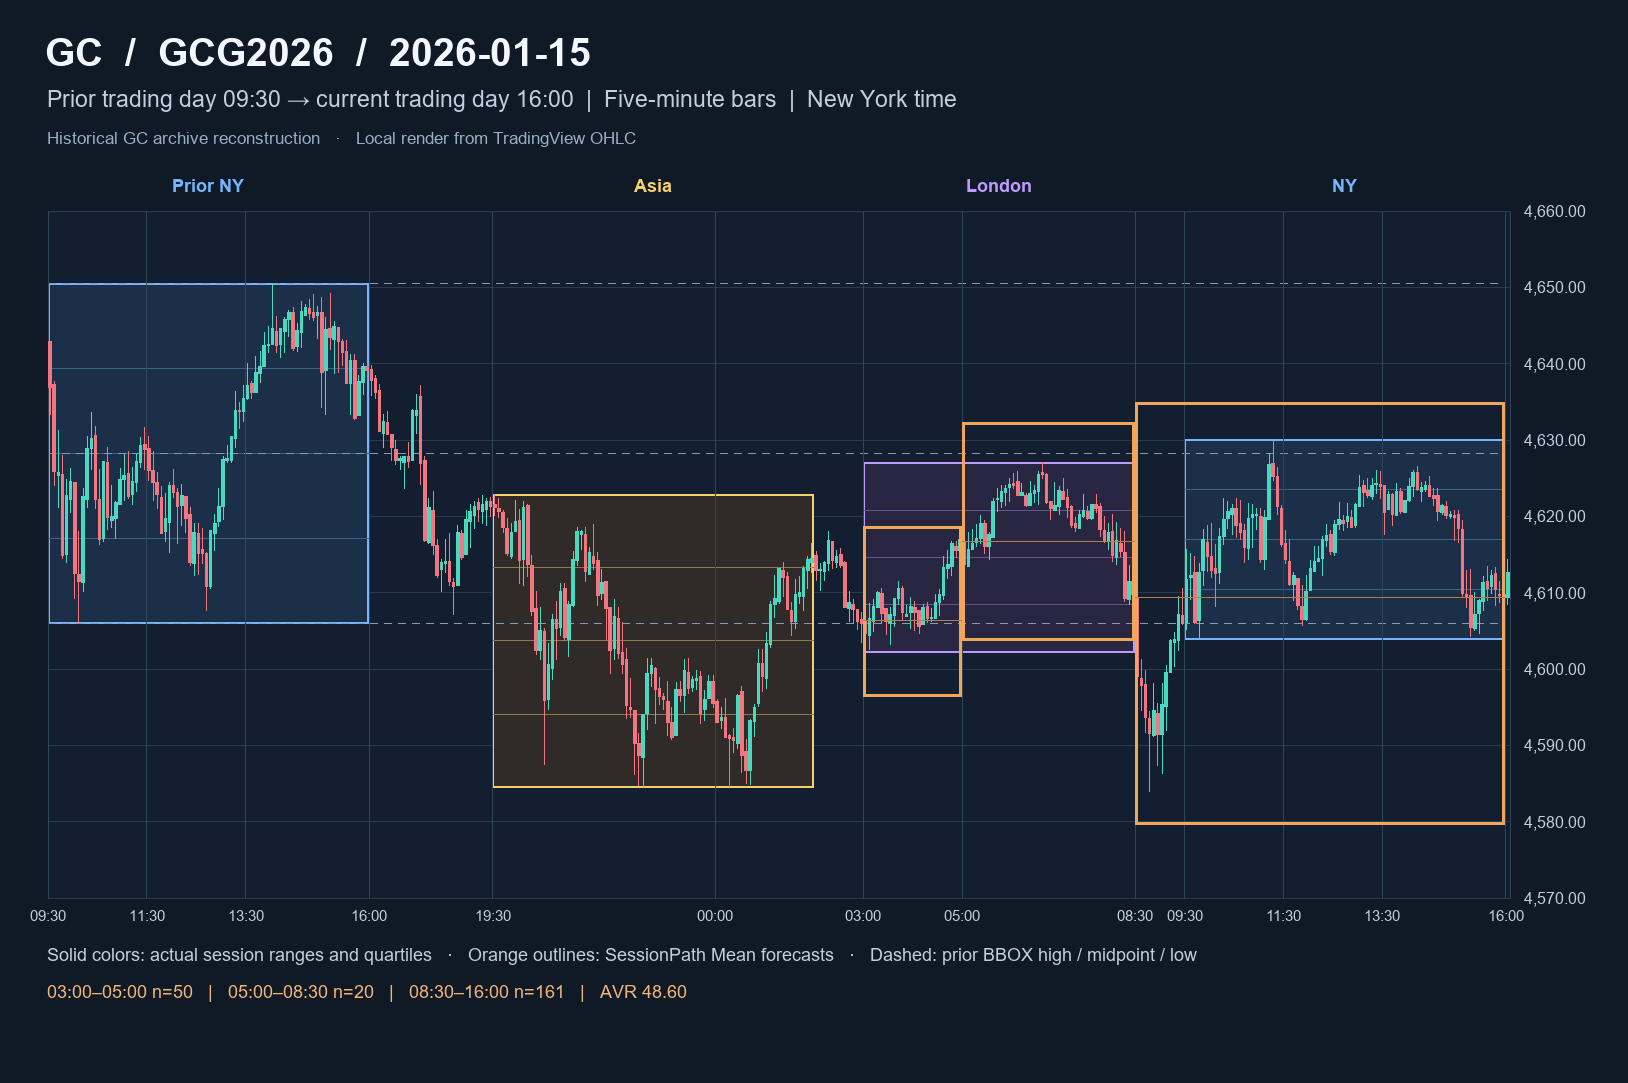 GC / GCG2026 / 2026-01-15
Prior trading day 09:30 → current trading day 16:00 | Five-minute bars | New York time
Historical GC archive reconstruction · Local render from TradingView OHLC
Prior NY Asia London NY
4,660.00
4,650.00
4,640.00
4,630.00
4,620.00
4,610.00
4,600.00
4,590.00
4,580.00
4,570.00
09:30 11:30 13:30 16:00 19:30 00:00 03:00 05:00 08:30 09:30 11:30 13:30 16:00
Solid colors: actual session ranges and quartiles · Orange outlines: SessionPath Mean forecasts · Dashed: prior BBOX high / midpoint / low
03:00–05:00 n=50 | 05:00–08:30 n=20 | 08:30–16:00 n=161 | AVR 48.60